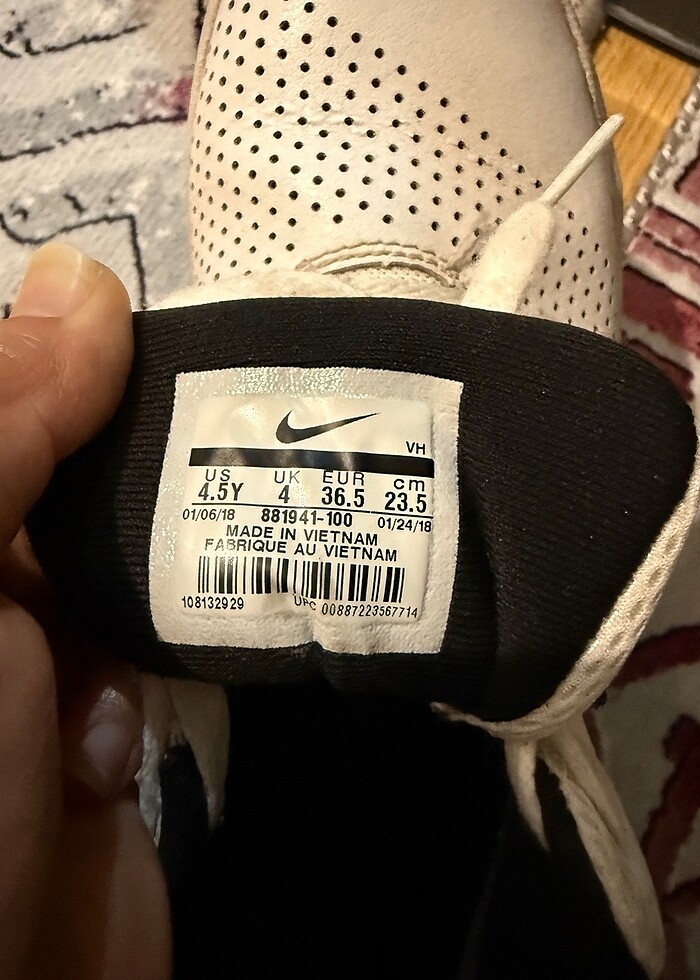 VH
US UK EUR cm
4.5Y 4 36.5 23.5
01/06/18 881941-100 01/24/18
MADE IN VIETNAM
FABRIQUE AU VIETNAM
108132929 UPC 00887223567714